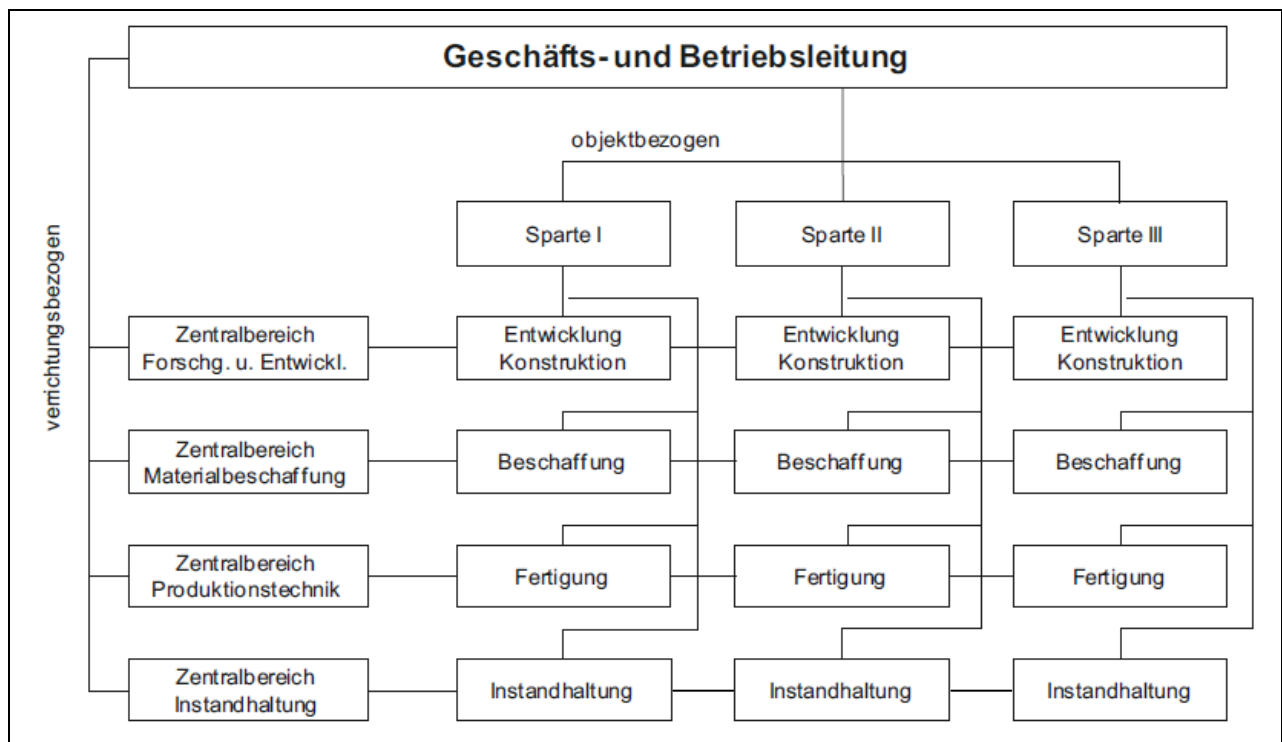 Geschäfts- und Betriebsleitung
objektbezogen
verrichtungsbezogen
Sparte I
Sparte II
Sparte III
Zentralbereich
Forschg. u. Entwickl.
Entwicklung
Konstruktion
Entwicklung
Konstruktion
Entwicklung
Konstruktion
Zentralbereich
Materialbeschaffung
Beschaffung
Beschaffung
Beschaffung
Zentralbereich
Produktionstechnik
Fertigung
Fertigung
Fertigung
Zentralbereich
Instandhaltung
Instandhaltung
Instandhaltung
Instandhaltung